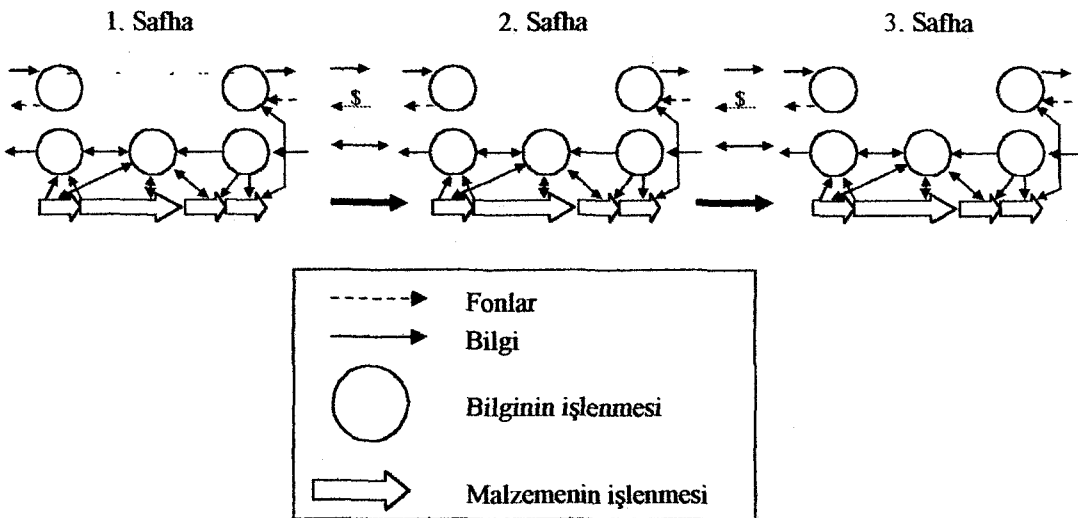 1. Safha
2. Safha
3. Safha
$
$
Fonlar
Bilgi
Bilginin işlenmesi
Malzemenin işlenmesi